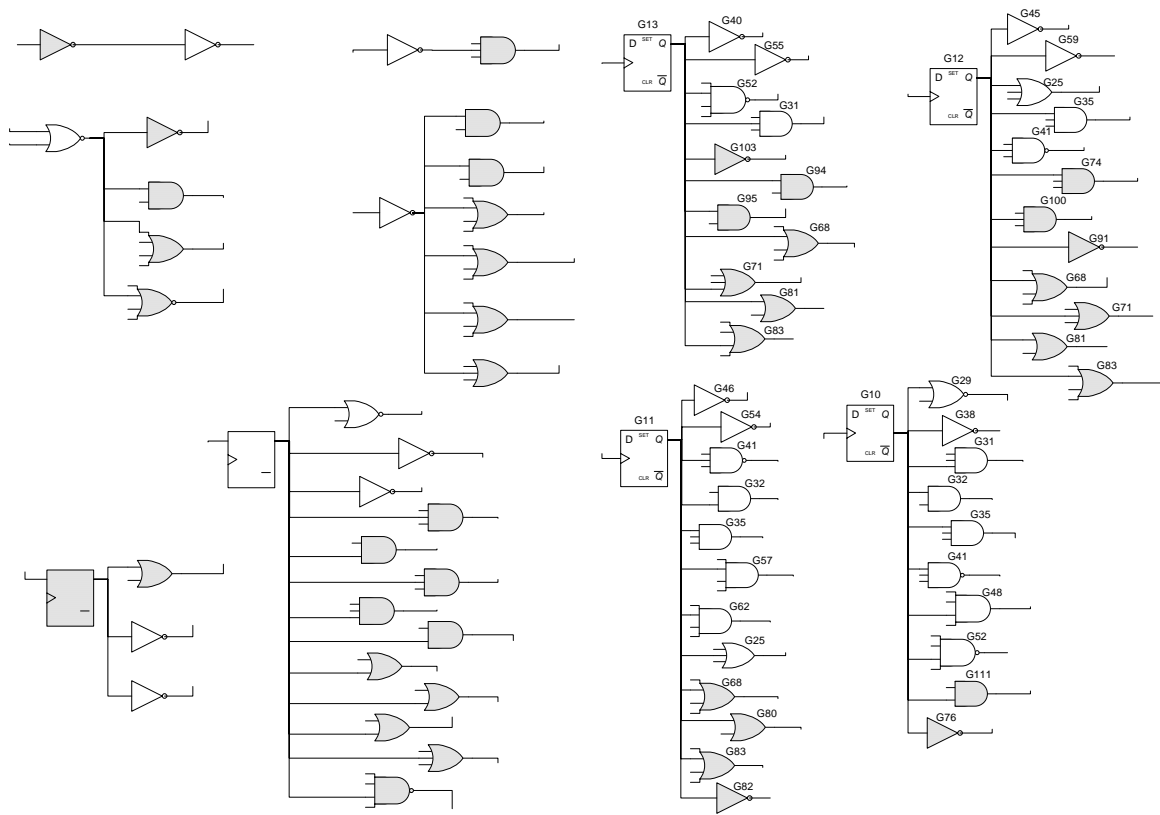 G13
D SET Q
CLR Q
G40
G55
G52
G31
G103
G94
G95
G68
G71
G81
G83
G12
D SET Q
CLR Q
G45
G59
G25
G35
G41
G74
G100
G91
G68
G71
G81
G83
G11
D SET Q
CLR Q
G46
G54
G41
G32
G35
G57
G62
G25
G68
G80
G83
G82
G10
D SET Q
CLR Q
G29
G38
G31
G32
G35
G41
G48
G52
G111
G76